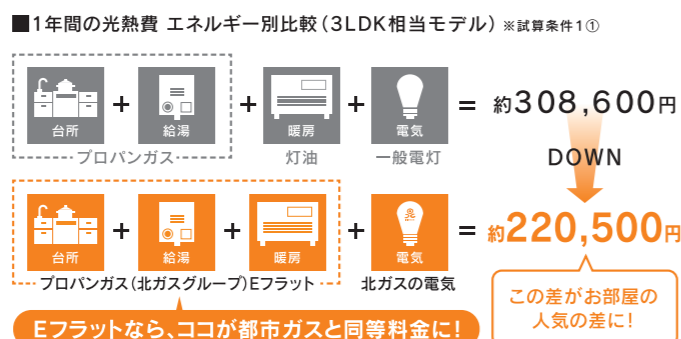 ■1年間の光熱費 エネルギー別比較（3LDK相当モデル）※試算条件1①
台所 + 給湯 + 暖房 + 電気 = 約308,600円
プロパンガス 灯油 一般電灯
DOWN
台所 + 給湯 + 暖房 + 電気 = 約220,500円
プロパンガス（北ガスグループ）Eフラット 北ガスの電気
Eフラットなら、ココが都市ガスと同等料金に！
この差がお部屋の
人気の差に！